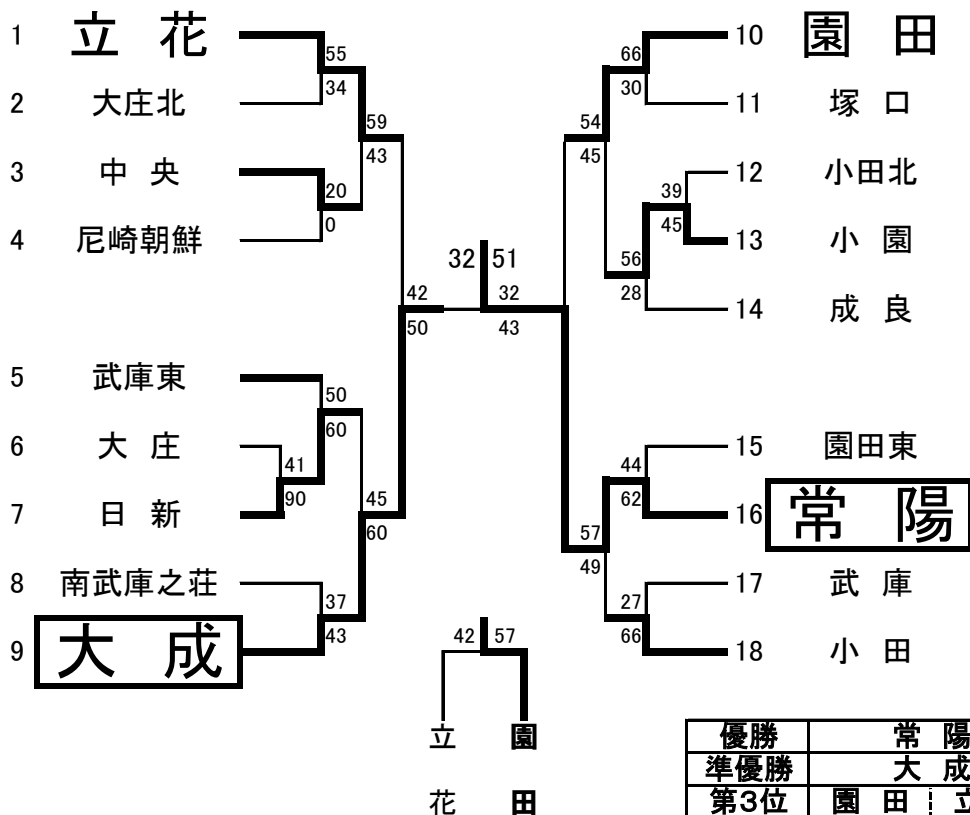 1 立 花
2 大庄北
3 中 央
4 尼崎朝鮮
5 武庫東
6 大 庄
7 日 新
8 南武庫之荘
9 大 成
55
34
59
43
20
0
42
50
50
60
41
90
45
60
37
43
32 51
32
43
10 園 田
11 塚 口
12 小田北
13 小 園
14 成 良
15 園田東
16 常 陽
17 武 庫
18 小 田
66
30
54
45
39
45
56
28
44
62
57
49
27
66
42 57
立 園
花 田
優勝 常 陽
準優勝 大 成
第3位 園 田 立